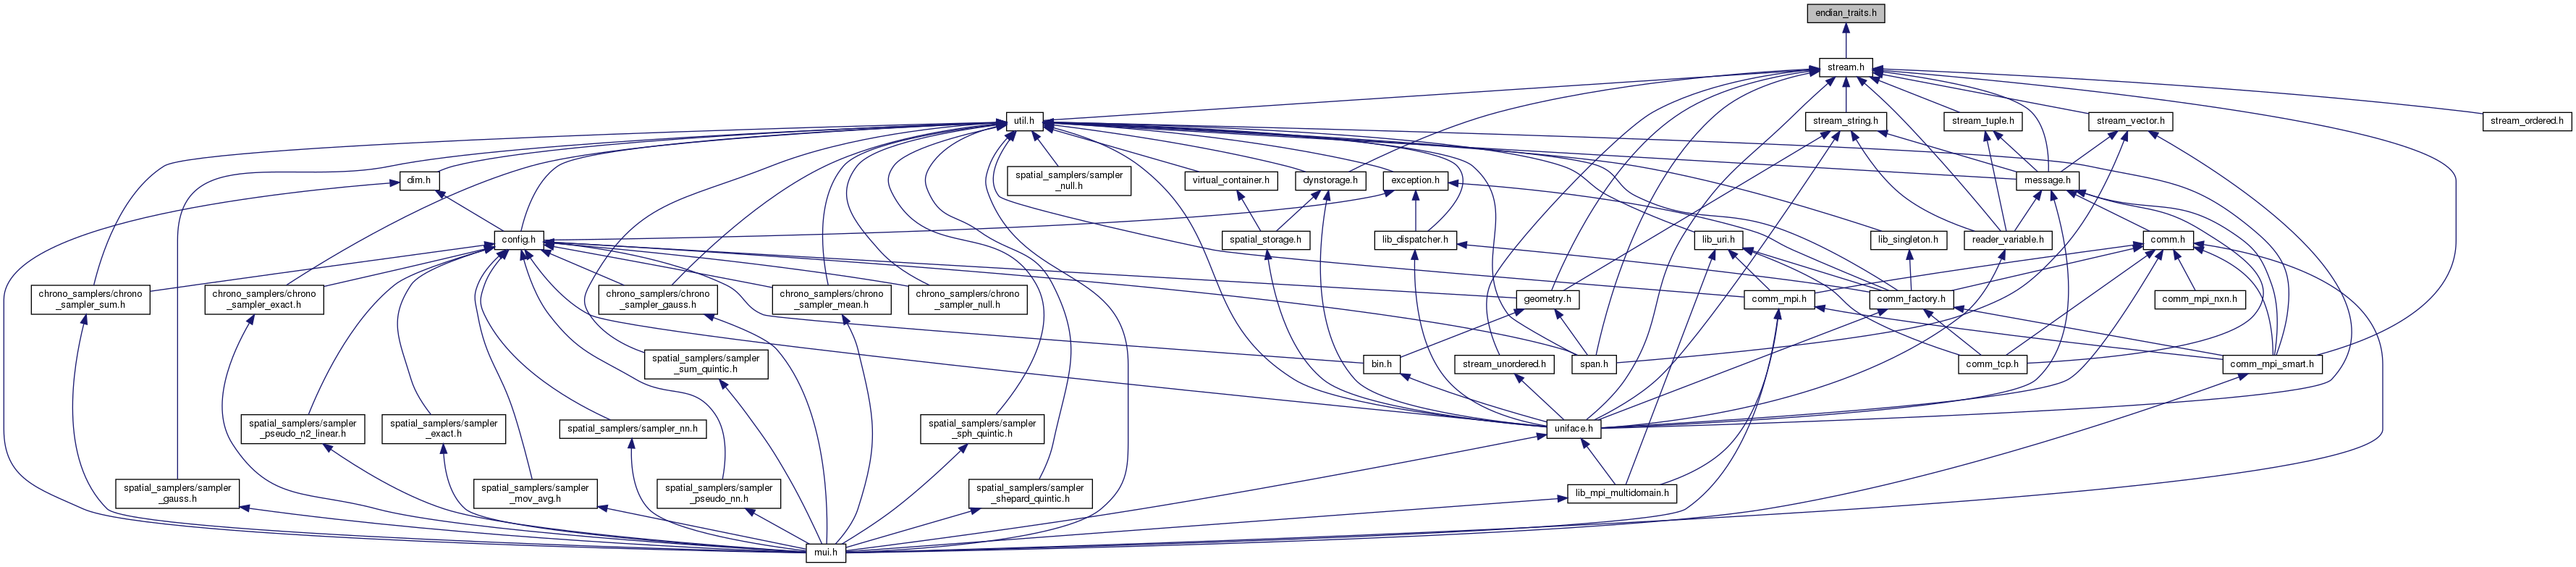 endian_traits.h
stream.h
util.h
stream_string.h
stream_tuple.h
stream_vector.h
stream_ordered.h
dim.h
spatial_samplers/sampler
_null.h
virtual_container.h
dynstorage.h
exception.h
message.h
config.h
spatial_storage.h
lib_dispatcher.h
lib_uri.h
lib_singleton.h
reader_variable.h
comm.h
chrono_samplers/chrono
_sampler_sum.h
chrono_samplers/chrono
_sampler_exact.h
chrono_samplers/chrono
_sampler_gauss.h
chrono_samplers/chrono
_sampler_mean.h
chrono_samplers/chrono
_sampler_null.h
geometry.h
comm_mpi.h
comm_factory.h
comm_mpi_nxn.h
spatial_samplers/sampler
_sum_quintic.h
bin.h
stream_unordered.h
span.h
comm_tcp.h
comm_mpi_smart.h
spatial_samplers/sampler
_pseudo_n2_linear.h
spatial_samplers/sampler
_exact.h
spatial_samplers/sampler_nn.h
spatial_samplers/sampler
_sph_quintic.h
uniface.h
spatial_samplers/sampler
_gauss.h
spatial_samplers/sampler
_mov_avg.h
spatial_samplers/sampler
_pseudo_nn.h
spatial_samplers/sampler
_shepard_quintic.h
lib_mpi_multidomain.h
mui.h